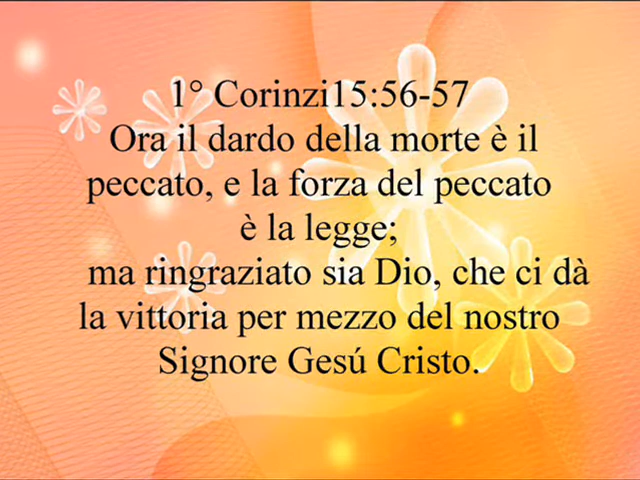 1° Corinzi15:56-57
Ora il dardo della morte è il
peccato, e la forza del peccato
è la legge;
ma ringraziato sia Dio, che ci dà
la vittoria per mezzo del nostro
Signore Gesú Cristo.